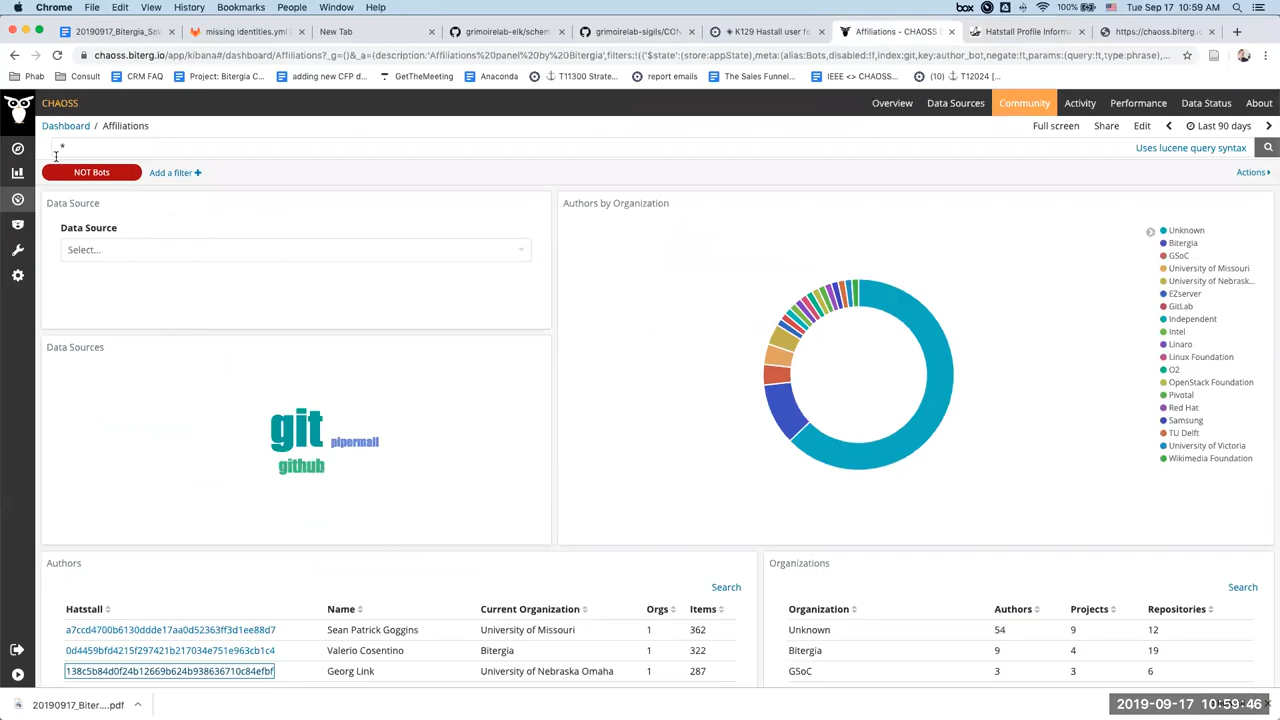 Chrome File Edit View History Bookmarks People Window Help box 100% Tue Sep 17 10:59 AM
20190917_Bitergia_So missing identities.yml New Tab grimoirelab-elk/schem grimoirelab-sigils/CON K129 Hastall user fo Affiliations - CHAOSS Hatstall Profile Informa https://chaoss.biterg.io
chaoss.biterg.io/app/kibana#/dashboard/Affiliations?_g=()&_a=(description:'Affiliations%20panel%20by%20Bitergia',filters:!(('$state':(store:appState),meta:(alias:Bots,disabled:!f,index:git,key:author_bot,negate:!t,params:(query:!t,type:phrase),...
Phab Consult CRM FAQ Project: Bitergia C... adding new CFP d... GetTheMeeting Anaconda T11300 Strate... report emails The Sales Funnel... IEEE <> CHAOSS... (10) T12024 [...
CHAOSS Overview Data Sources Community Activity Performance Data Status About
Dashboard / Affiliations Full screen Share Edit Last 90 days
* Uses lucene query syntax
NOT Bots Add a filter + Actions
Data Source
Data Source
Select...
Authors by Organization
Unknown
Bitergia
GSoC
University of Missouri
University of Nebrask...
EZserver
GitLab
Independent
Intel
Linaro
Linux Foundation
O2
OpenStack Foundation
Pivotal
Red Hat
Samsung
TU Delft
University of Victoria
Wikimedia Foundation
Data Sources
git
pipermail
github
Authors
Search
Hatstall Name Current Organization Orgs Items
a7ccd4700b6130ddde17aa0d52363ff3d1ee88d7 Sean Patrick Goggins University of Missouri 1 362
0d4459bfd4215f297421b217034e751e963cb1c4 Valerio Cosentino Bitergia 1 322
138c5b84d0f24b12669b624b938636710c84efbf Georg Link University of Nebraska Omaha 1 287
Organizations
Search
Organization Authors Projects Repositories
Unknown 54 9 12
Bitergia 9 4 19
GSoC 3 3 6
20190917_Biter....pdf
2019-09-17 10:59:46